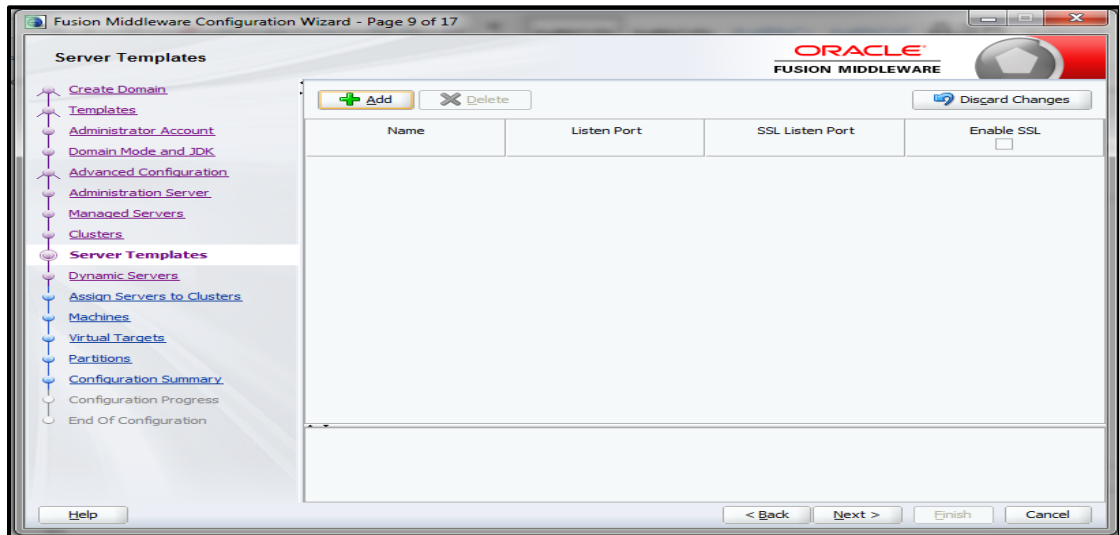 Fusion Middleware Configuration Wizard - Page 9 of 17
Server Templates
ORACLE
FUSION MIDDLEWARE
Create Domain
Templates
Administrator Account
Domain Mode and JDK
Advanced Configuration
Administration Server
Managed Servers
Clusters
Server Templates
Dynamic Servers
Assign Servers to Clusters
Machines
Virtual Targets
Partitions
Configuration Summary
Configuration Progress
End Of Configuration
Add Delete Discard Changes
Name Listen Port SSL Listen Port Enable SSL
Help < Back Next > Finish Cancel